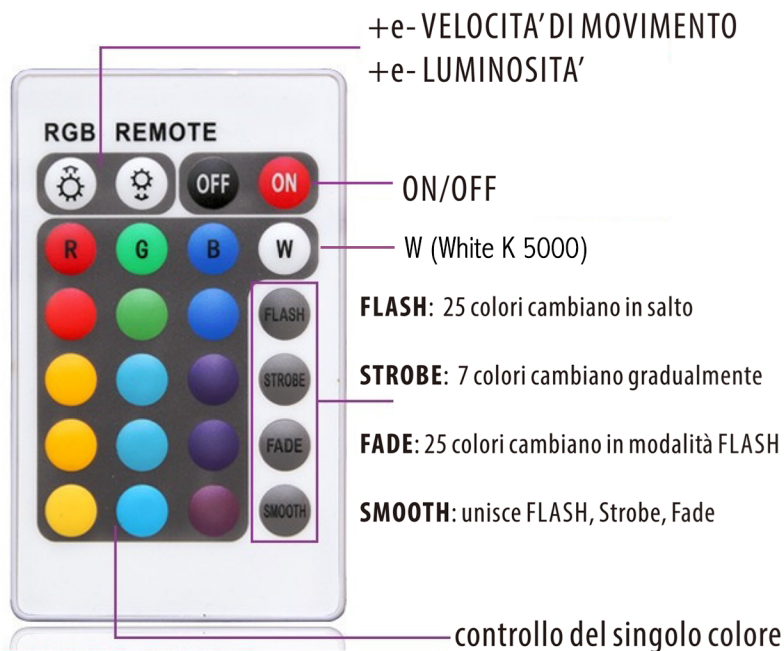 +e- VELOCITA' DI MOVIMENTO
+e- LUMINOSITA'
RGB REMOTE
OFF ON
ON/OFF
R G B W
W (White K 5000)
FLASH
FLASH: 25 colori cambiano in salto
STROBE
STROBE: 7 colori cambiano gradualmente
FADE
FADE: 25 colori cambiano in modalità FLASH
SMOOTH
SMOOTH: unisce FLASH, Strobe, Fade
controllo del singolo colore